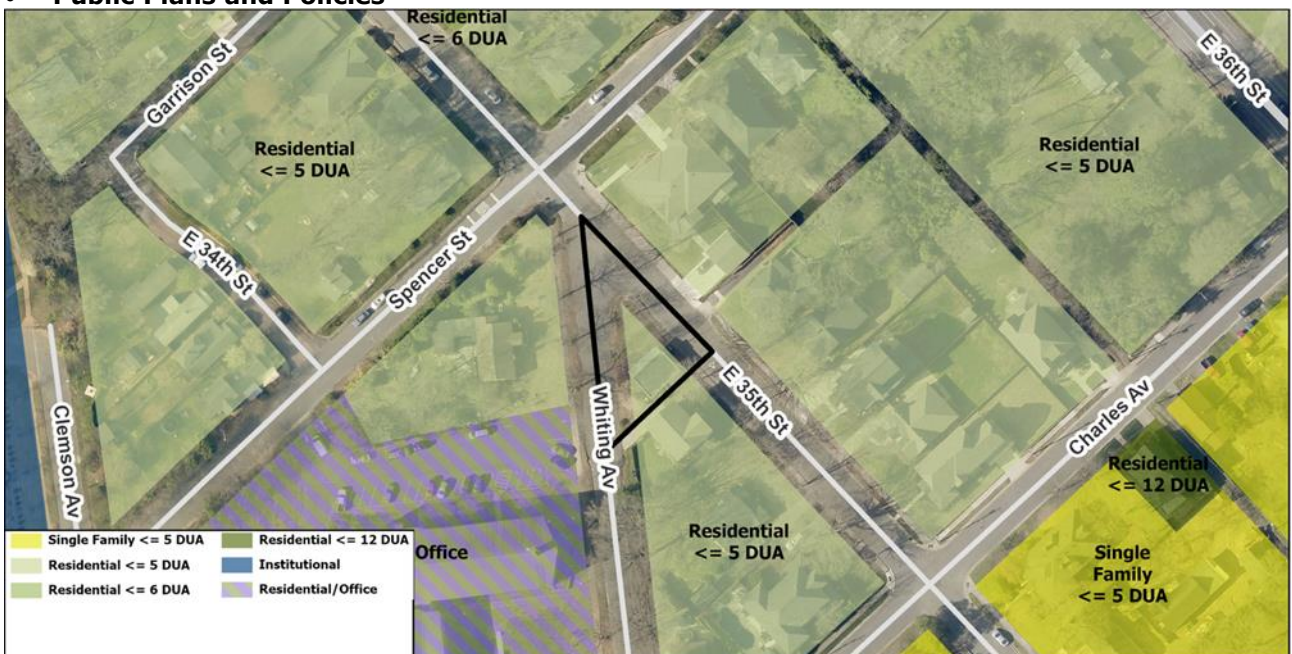 • Public Plans and Policies
Residential
<= 6 DUA
Garrison St
E 36th St
Residential
<= 5 DUA
Residential
<= 5 DUA
E 34th St
Spencer St
Clemson Av
Whiting Av
E 35th St
Charles Av
Residential
<= 12 DUA
Residential
<= 5 DUA
Single
Family
<= 5 DUA
Office
Single Family <= 5 DUA
Residential <= 12 DUA
Residential <= 5 DUA
Institutional
Residential <= 6 DUA
Residential/Office